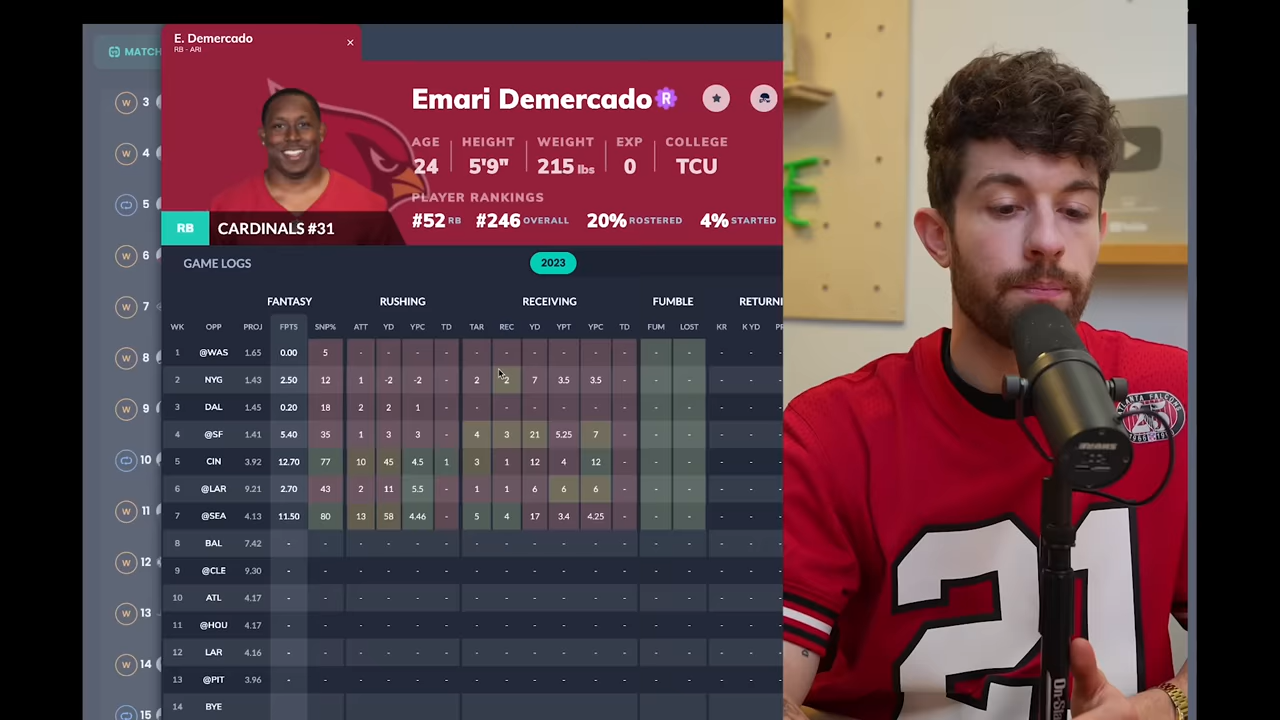 E. Demercado
RB - ARI
×
MATCH
Emari Demercado R
AGE HEIGHT WEIGHT EXP COLLEGE
24 5'9" 215 lbs 0 TCU
PLAYER RANKINGS
#52 RB #246 OVERALL 20% ROSTERED 4% STARTED
RB CARDINALS #31
GAME LOGS 2023
FANTASY RUSHING RECEIVING FUMBLE RETURNI
WK OPP PROJ FPTS SNP% ATT YD YPC TD TAR REC YD YPT YPC TD FUM LOST KR K YD
1 @WAS 1.65 0.00 5 - - - - - - - - - - - - - -
2 NYG 1.43 2.50 12 1 -2 -2 - 2 2 7 3.5 3.5 - - - - -
3 DAL 1.45 0.20 18 2 2 1 - - - - - - - - - - -
4 @SF 1.41 5.40 35 1 3 3 - 4 3 21 5.25 7 - - - - -
5 CIN 3.92 12.70 77 10 45 4.5 1 3 1 12 4 12 - - - - -
6 @LAR 9.21 2.70 43 2 11 5.5 - 1 1 6 6 6 - - - - -
7 @SEA 4.13 11.50 80 13 58 4.46 - 5 4 17 3.4 4.25 - - - - -
8 BAL 7.42 - - - - - - - - - - - - - - - -
9 @CLE 9.30 - - - - - - - - - - - - - - - -
10 ATL 4.17 - - - - - - - - - - - - - - - -
11 @HOU 4.17 - - - - - - - - - - - - - - - -
12 LAR 4.16 - - - - - - - - - - - - - - - -
13 @PIT 3.96 - - - - - - - - - - - - - - - -
14 BYE - - - - - - - - - - - - - - - -
W 3
W 4
5
W 6
W 7
W 8
W 9
10
W 11
W 12
W 13
W 14
15
ATLANTA FALCONS
21